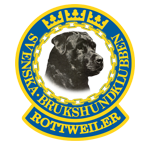 SVENSKA · BRUKSHUNDKLUBBEN
ROTTWEILER